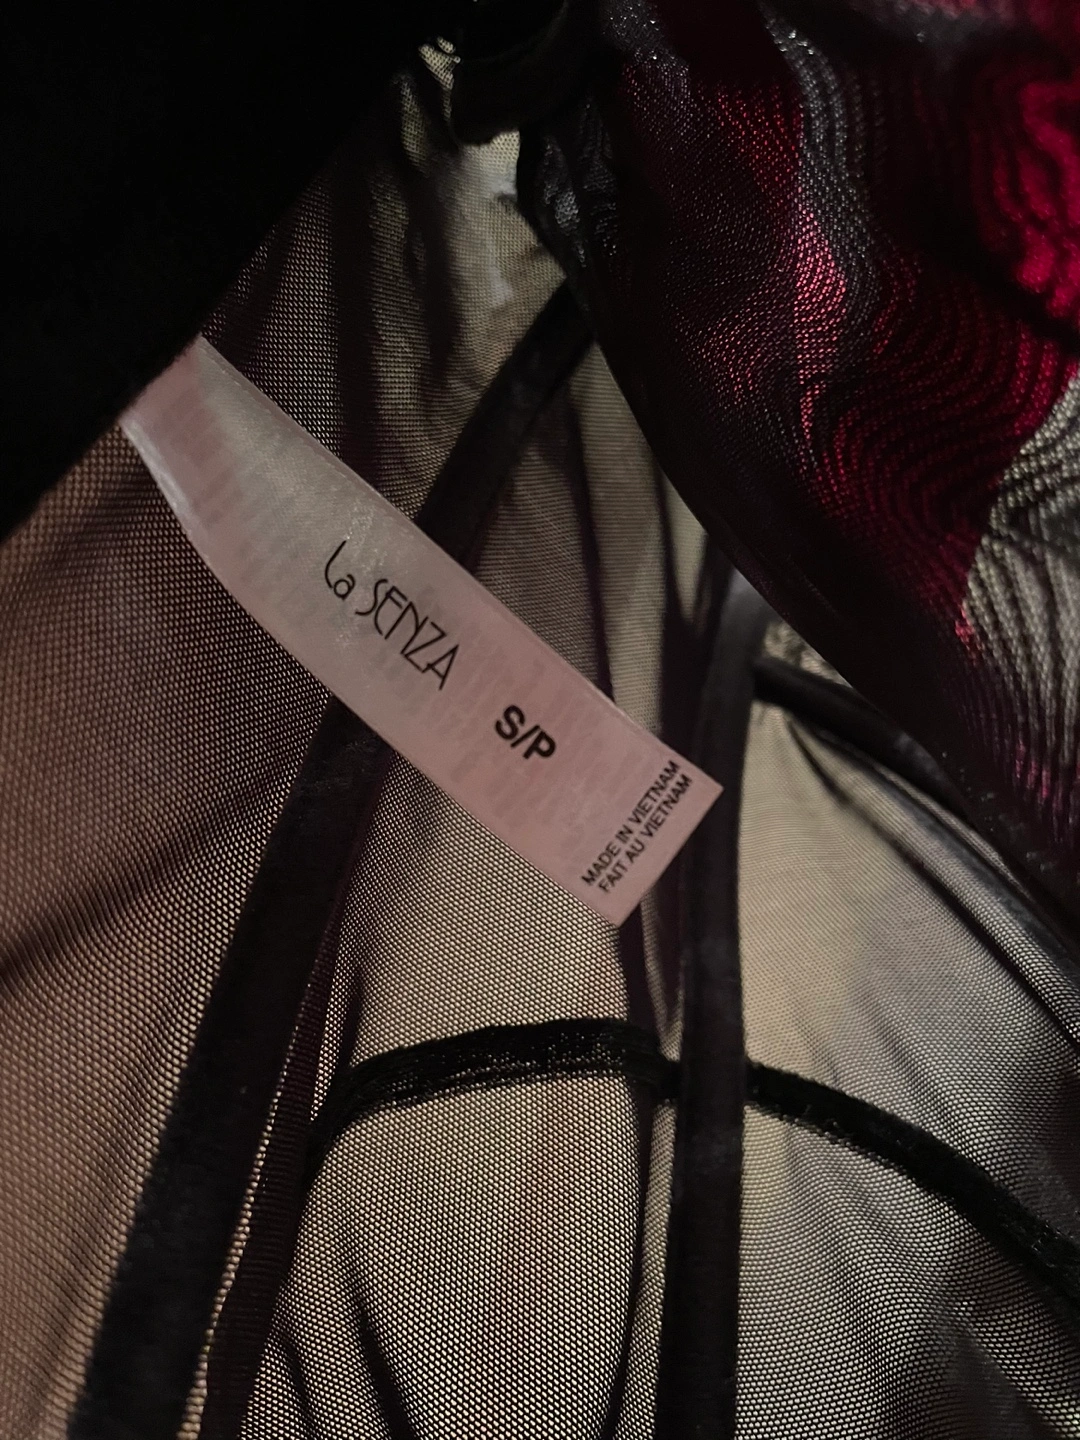 La SENZA
S/P
MADE IN VIETNAM
FAIT AU VIETNAM